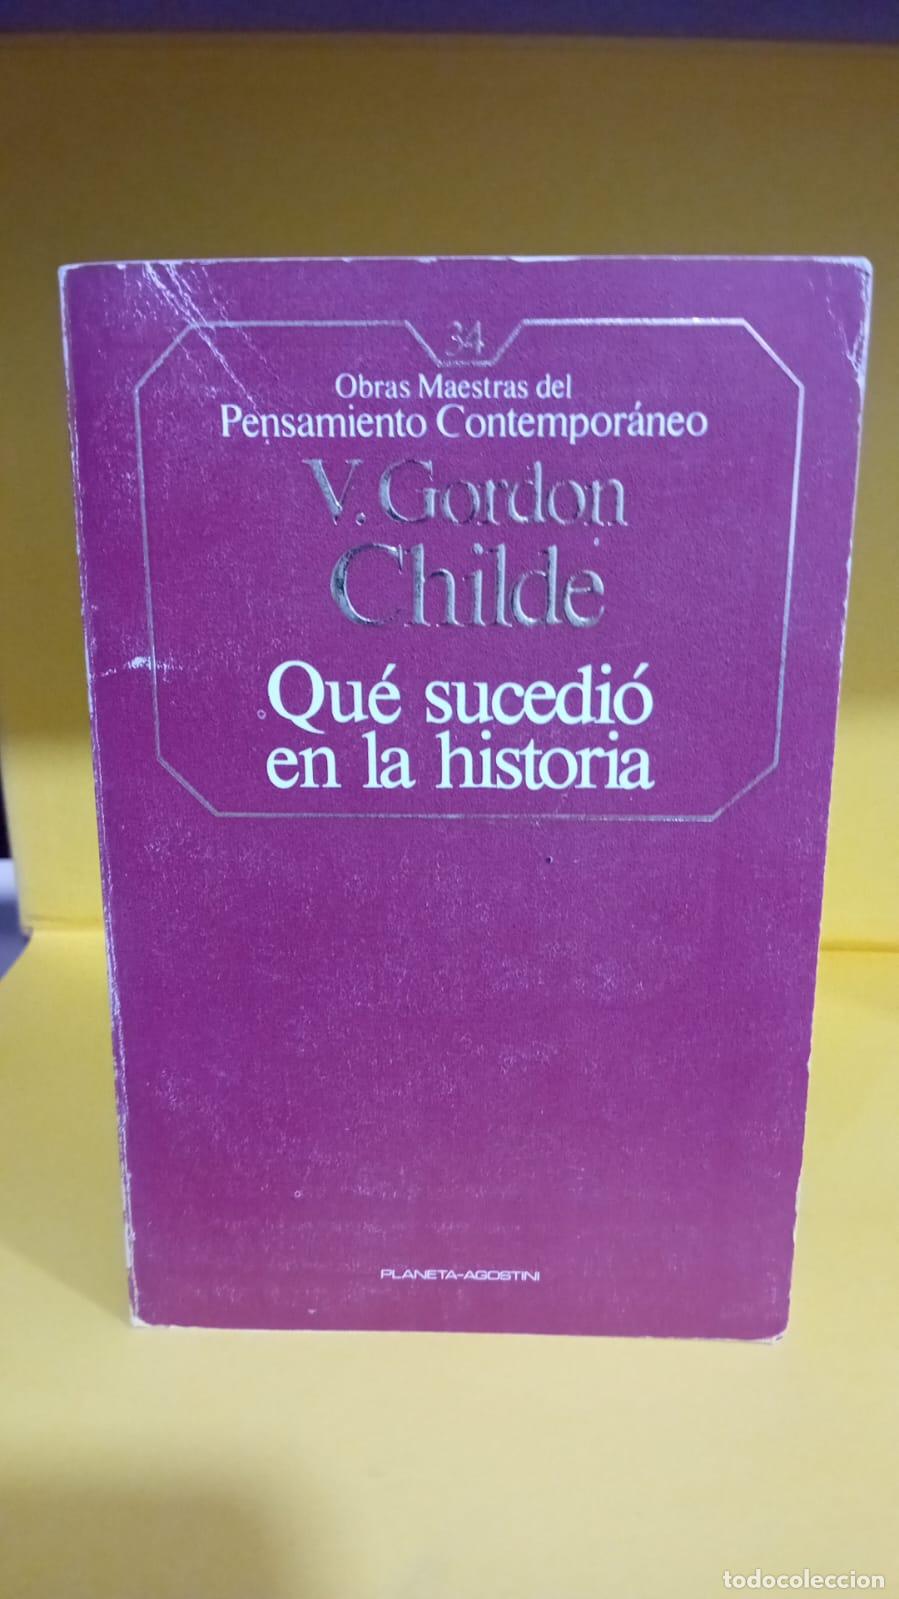 34
Obras Maestras del
Pensamiento Contemporáneo
V. Gordon
Childe
Qué sucedió
en la historia
PLANETA-AGOSTINI
todocoleccion